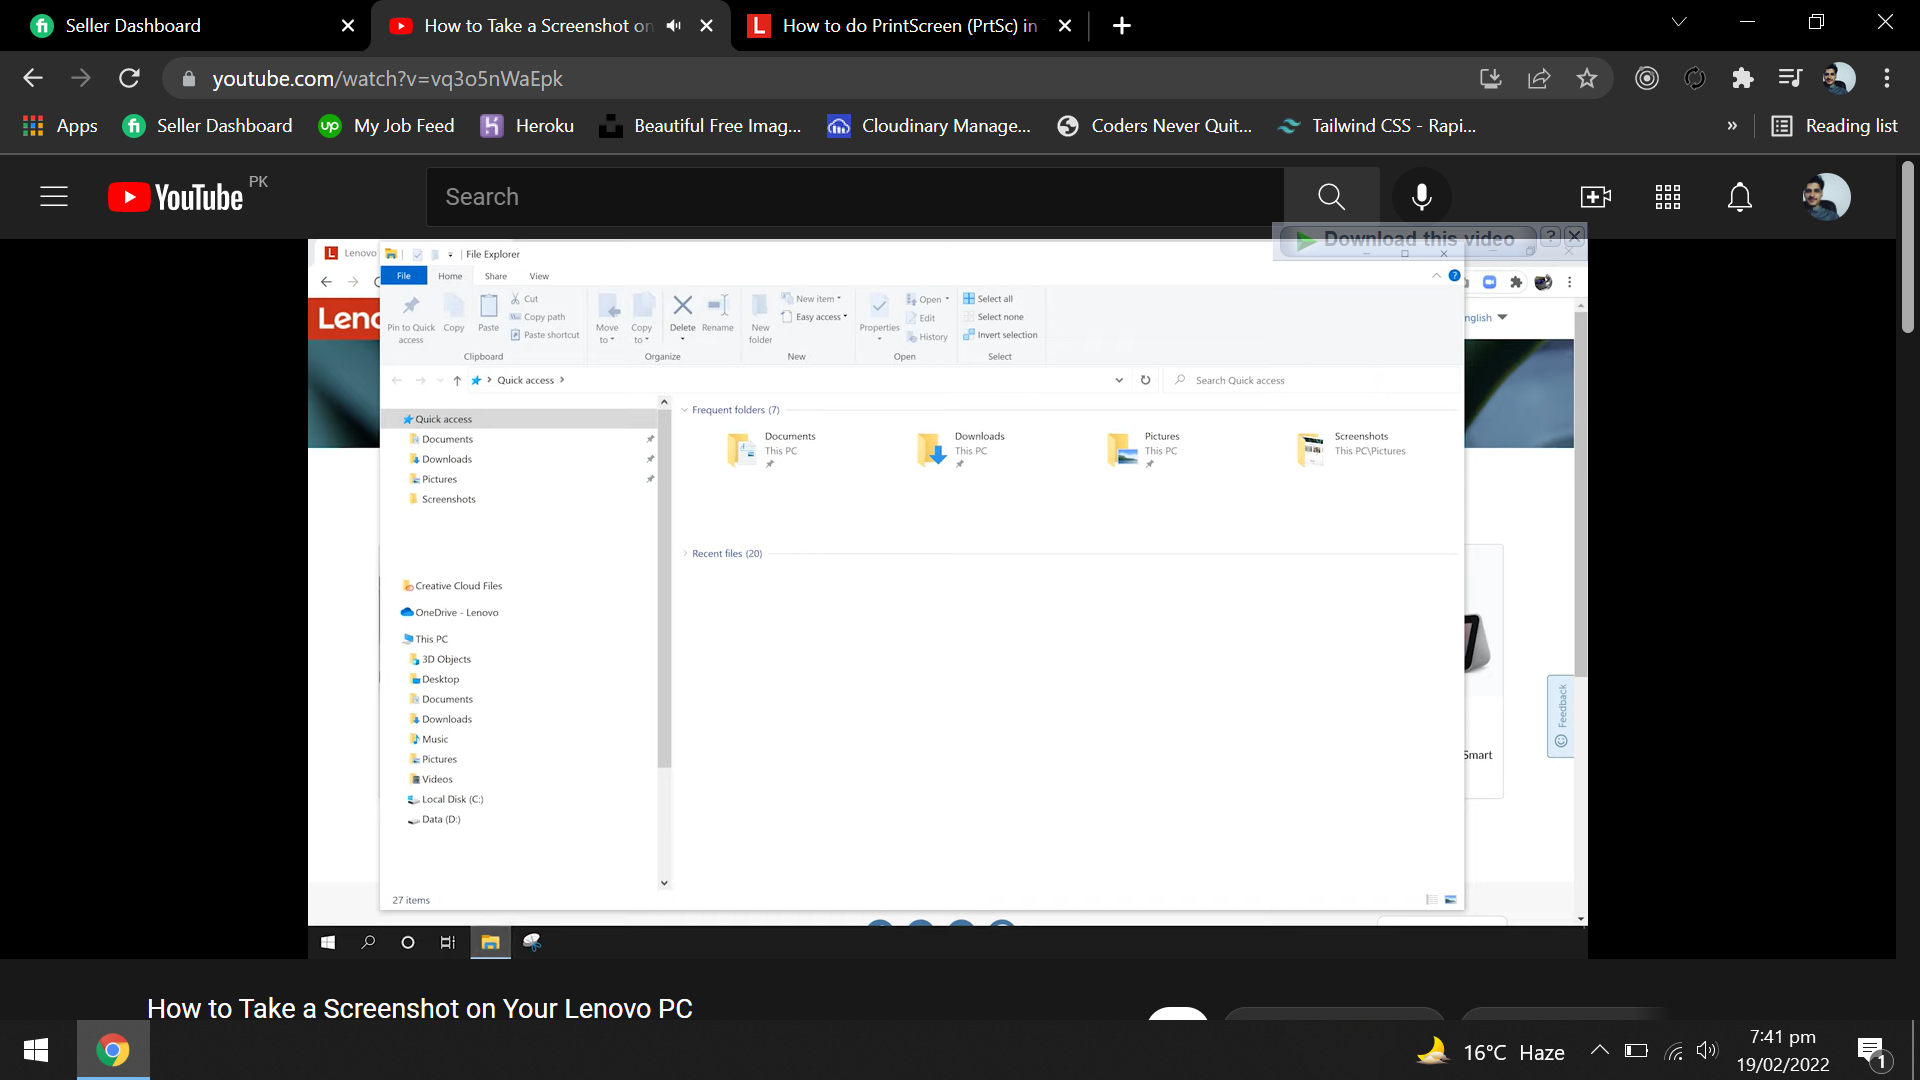 Seller Dashboard
How to Take a Screenshot on
How to do PrintScreen (PrtSc) in
youtube.com/watch?v=vq3o5nWaEpk
Apps
Seller Dashboard
My Job Feed
Heroku
Beautiful Free Imag...
Cloudinary Manage...
Coders Never Quit...
Tailwind CSS - Rapi...
»
Reading list
YouTube PK
Search
Download this video ?
Lenovo
File Explorer
File Home Share View
Pin to Quick access
Copy
Paste
Cut
Copy path
Paste shortcut
Clipboard
Move to
Copy to
Delete
Rename
Organize
New folder
New item
Easy access
New
Properties
Open
Edit
History
Open
Select all
Select none
Invert selection
Select
Leno
nglish
Quick access
Search Quick access
Quick access
Documents
Downloads
Pictures
Screenshots
Creative Cloud Files
OneDrive - Lenovo
This PC
3D Objects
Desktop
Documents
Downloads
Music
Pictures
Videos
Local Disk (C:)
Data (D:)
27 items
Frequent folders (7)
Documents
This PC
Downloads
This PC
Pictures
This PC
Screenshots
This PC\Pictures
Recent files (20)
Feedback
Smart
How to Take a Screenshot on Your Lenovo PC
16°C Haze
7:41 pm
19/02/2022
1